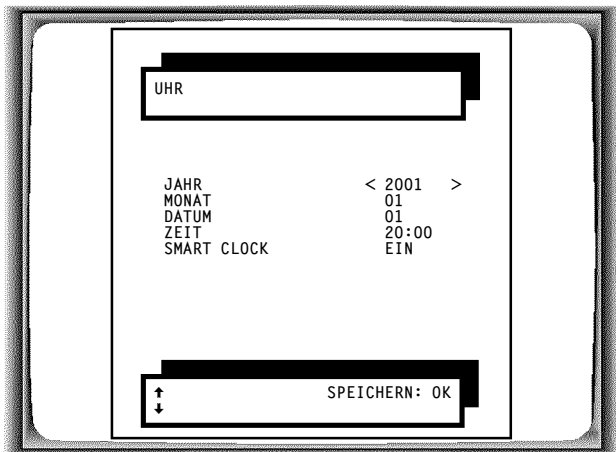 UHR
JAHR < 2001 >
MONAT 01
DATUM 01
ZEIT 20:00
SMART CLOCK EIN
↑ SPEICHERN: OK
↓